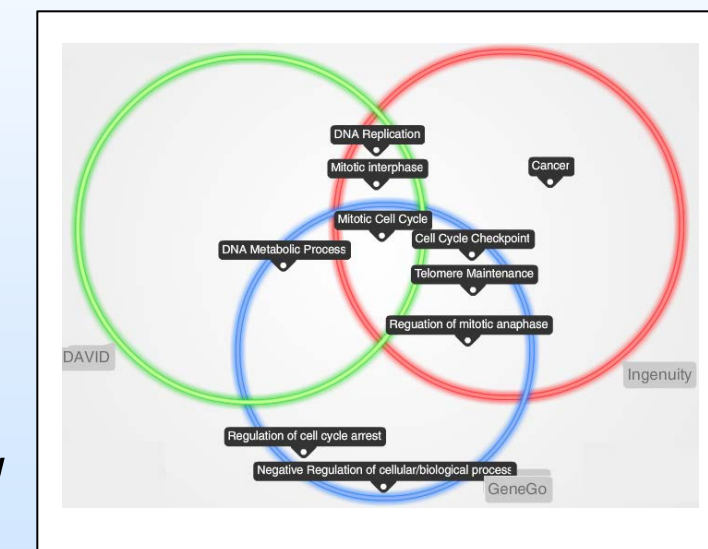 DNA Replication
Mitotic interphase
Cancer
Mitotic Cell Cycle
Cell Cycle Checkpoint
DNA Metabolic Process
Telomere Maintenance
Reguation of mitotic anaphase
DAVID
Ingenuity
Regulation of cell cycle arrest
Negative Regulation of cellular/biological process
GeneGo